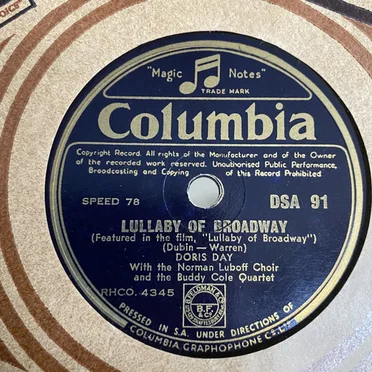 "Magic Notes"
TRADE MARK
Columbia
Copyright Record. All rights of the Manufacturer and of the Owner
of the recorded work reserved. Unauthorised Public Performance,
Broadcasting and Copying of this Record Prohibited.
SPEED 78
DSA 91
LULLABY OF BROADWAY
(Featured in the film, "Lullaby of Broadway")
(Dubin — Warren)
DORIS DAY
With the Norman Luboff Choir
and the Buddy Cole Quartet
RHCO. 4345
B.F.
& Co
PRESSED IN S.A. UNDER DIRECTIONS OF
COLUMBIA GRAPHOPHONE Co. LTD.